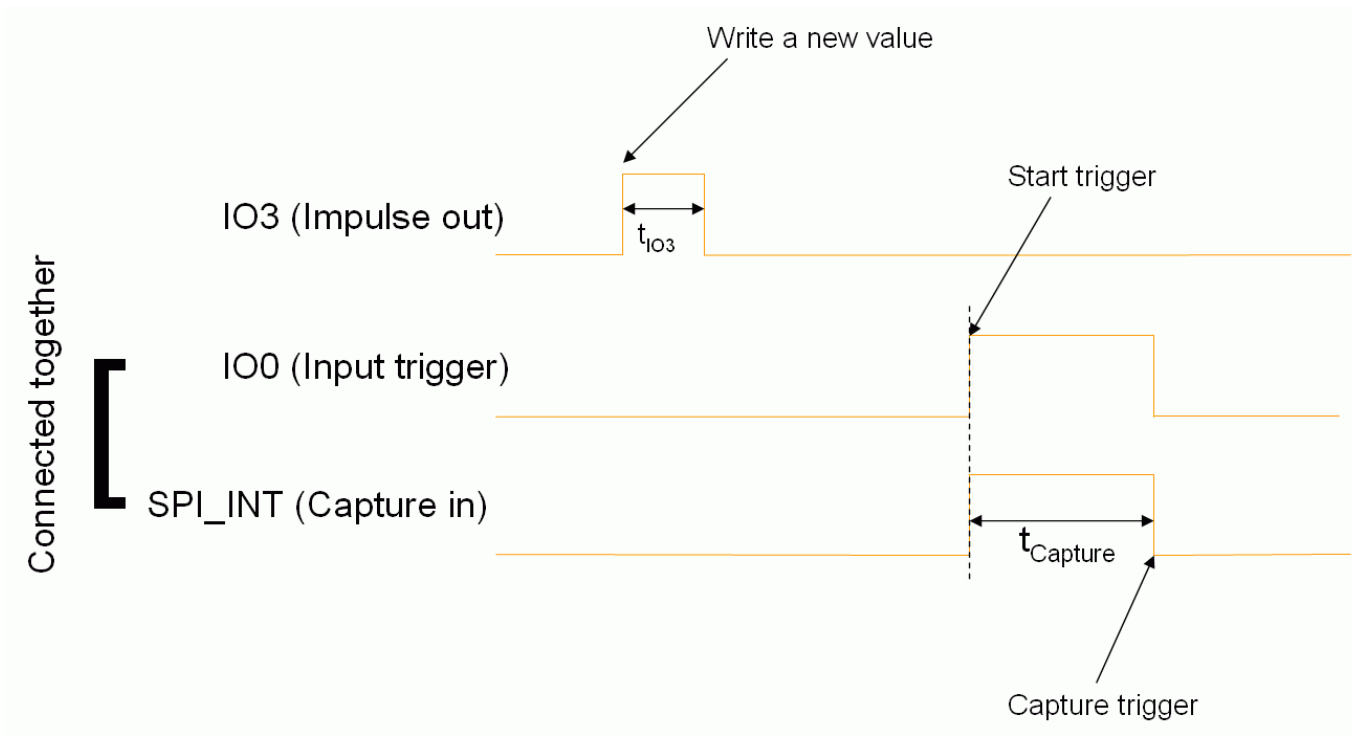 Write a new value
Start trigger
IO3 (Impulse out)
tIO3
Connected together
IO0 (Input trigger)
SPI_INT (Capture in)
tCapture
Capture trigger